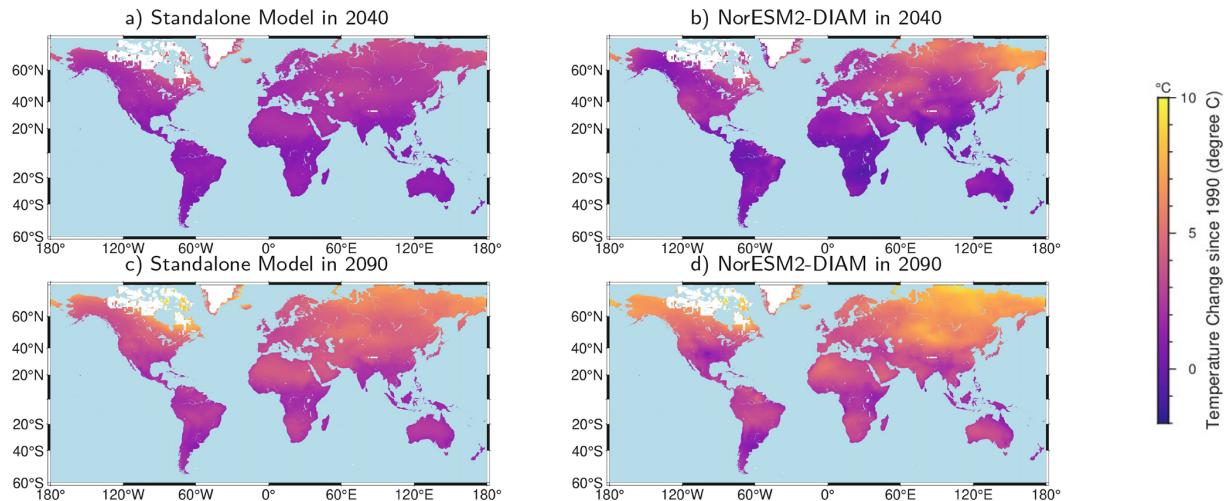 a) Standalone Model in 2040
60°N
40°N
20°N
20°S
40°S
60°S
180°
120°W
60°W
0°
60°E
120°E
180°
b) NorESM2-DIAM in 2040
60°N
40°N
20°N
20°S
40°S
60°S
180°
120°W
60°W
0°
60°E
120°E
180°
c) Standalone Model in 2090
60°N
40°N
20°N
20°S
40°S
60°S
180°
120°W
60°W
0°
60°E
120°E
180°
d) NorESM2-DIAM in 2090
60°N
40°N
20°N
20°S
40°S
60°S
180°
120°W
60°W
0°
60°E
120°E
180°
°C
10
5
0
Temperature Change since 1990 (degree C)